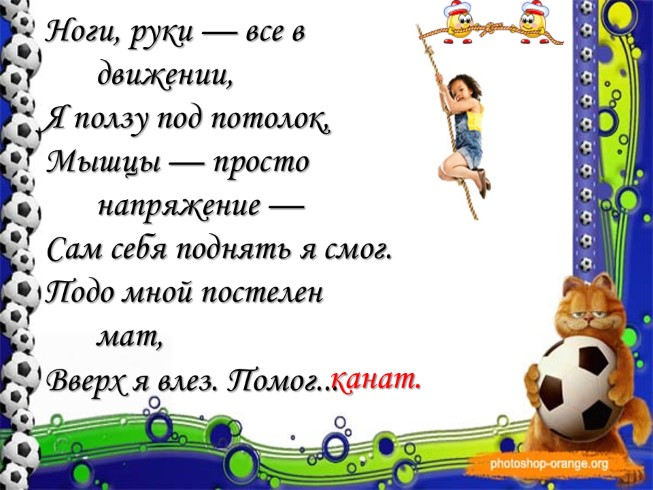 Ноги, руки — все в
движении,
Я ползу под потолок,
Мышцы — просто
напряжение —
Сам себя поднять я смог.
Подо мной постелен
мат,
Вверх я влез. Помог...канат.
photoshop-orange.org